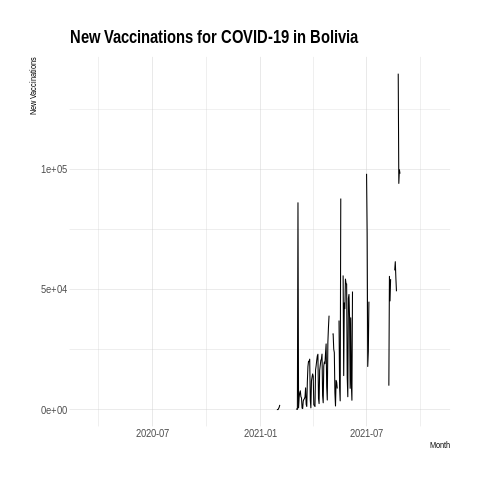 New Vaccinations for COVID-19 in Bolivia
New Vaccinations
1e+05
5e+04
0e+00
2020-07
2021-01
2021-07
Month